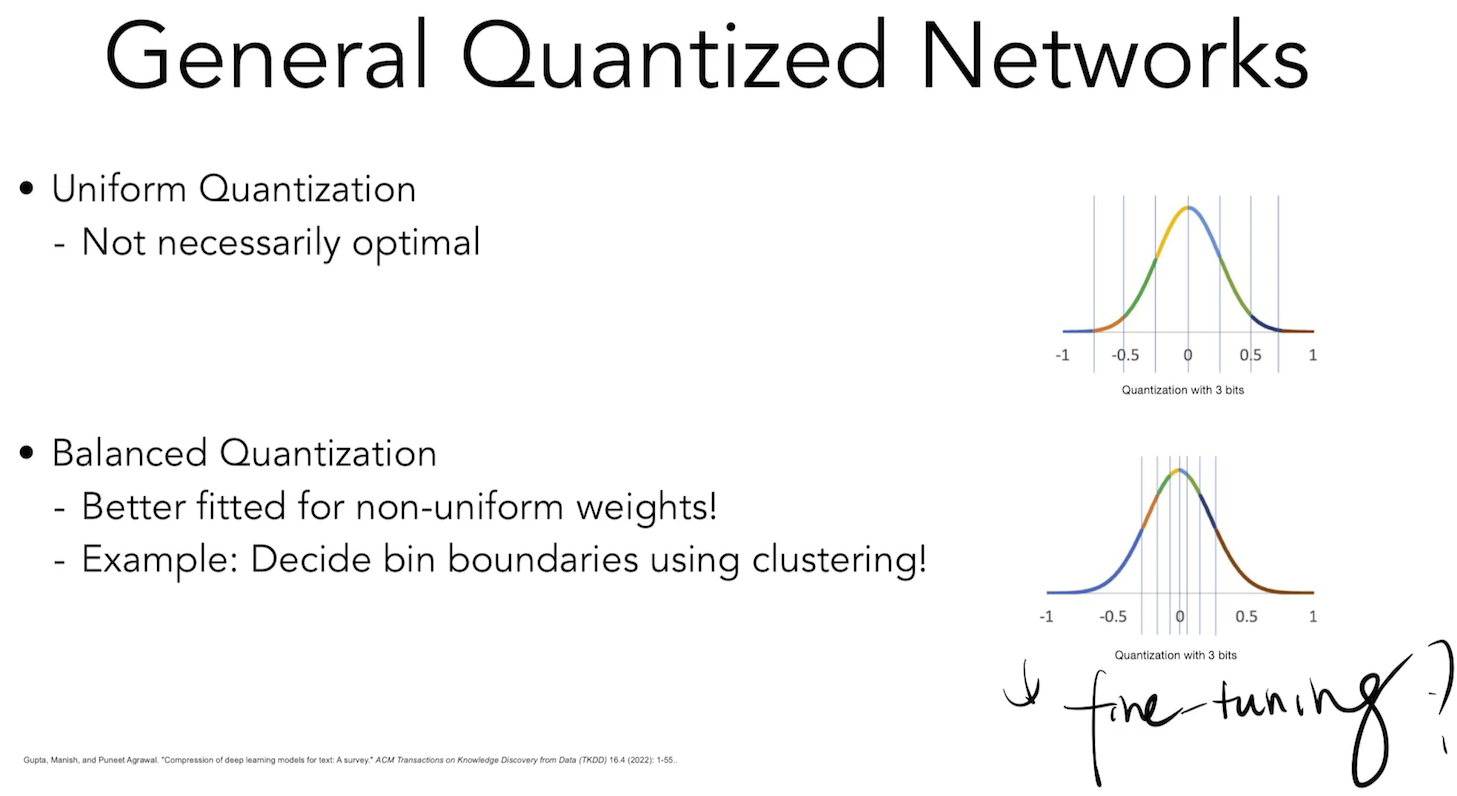 General Quantized Networks
• Uniform Quantization
- Not necessarily optimal
-1 -0.5 0 0.5 1
Quantization with 3 bits
• Balanced Quantization
- Better fitted for non-uniform weights!
- Example: Decide bin boundaries using clustering!
-1 -0.5 0 0.5 1
Quantization with 3 bits
↓ fine-tuning?
Gupta, Manish, and Puneet Agrawal. "Compression of deep learning models for text: A survey." ACM Transactions on Knowledge Discovery from Data (TKDD) 16.4 (2022): 1-55..